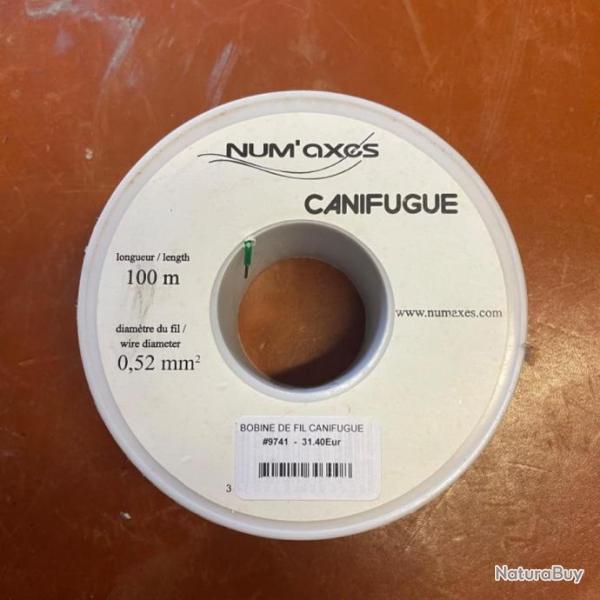 NUM'axes
CANIFUGUE
longueur / length
100 m
www.numaxes.com
diamètre du fil /
wire diameter
0,52 mm²
BOBINE DE FIL CANIFUGUE
#9741 - 31.40Eur
3
NaturaBuy